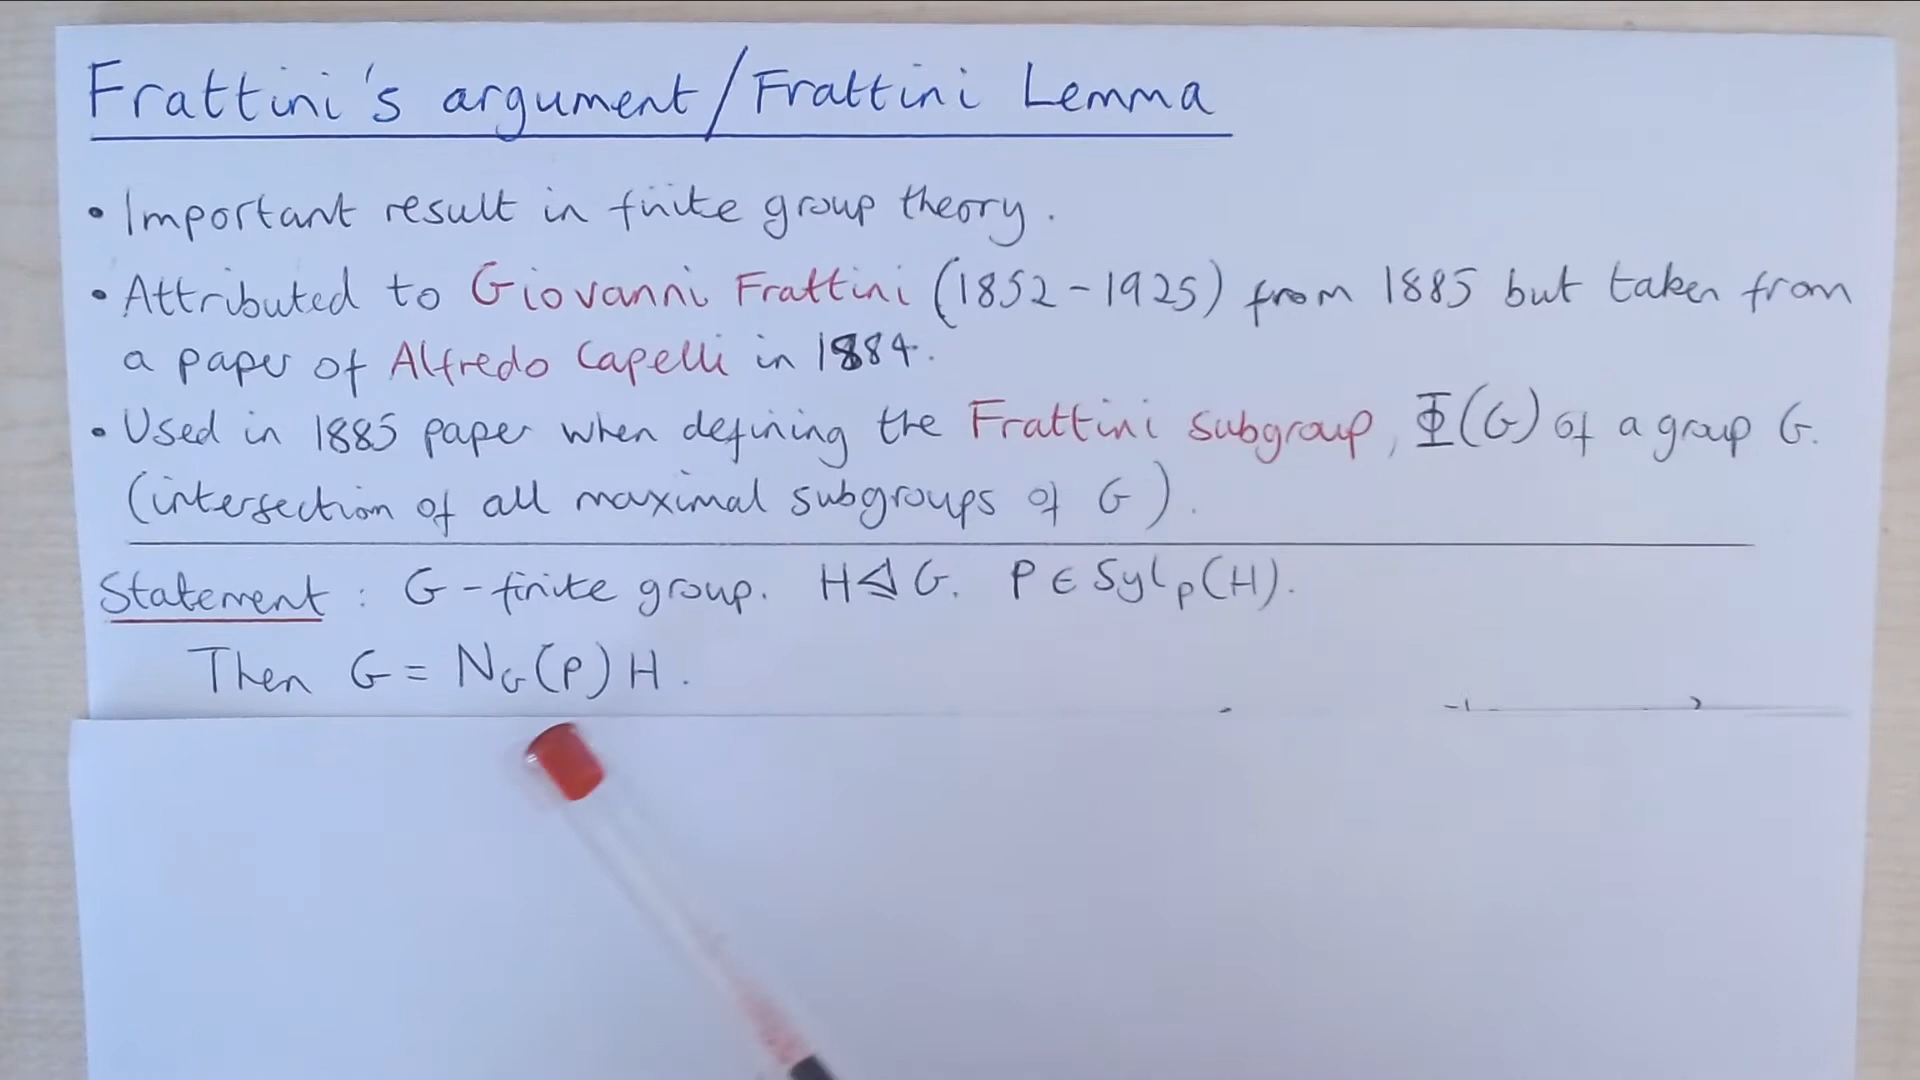 Frattini's argument/Frattini Lemma
• Important result in finite group theory.
• Attributed to Giovanni Frattini (1852-1925) from 1885 but taken from
a paper of Alfredo Capelli in 1884.
• Used in 1885 paper when defining the Frattini subgroup, Φ(G) of a group G.
(intersection of all maximal subgroups of G).
Statement: G - finite group. H⊴G. P∈Sylₚ(H).
Then G = N_G(P)H.